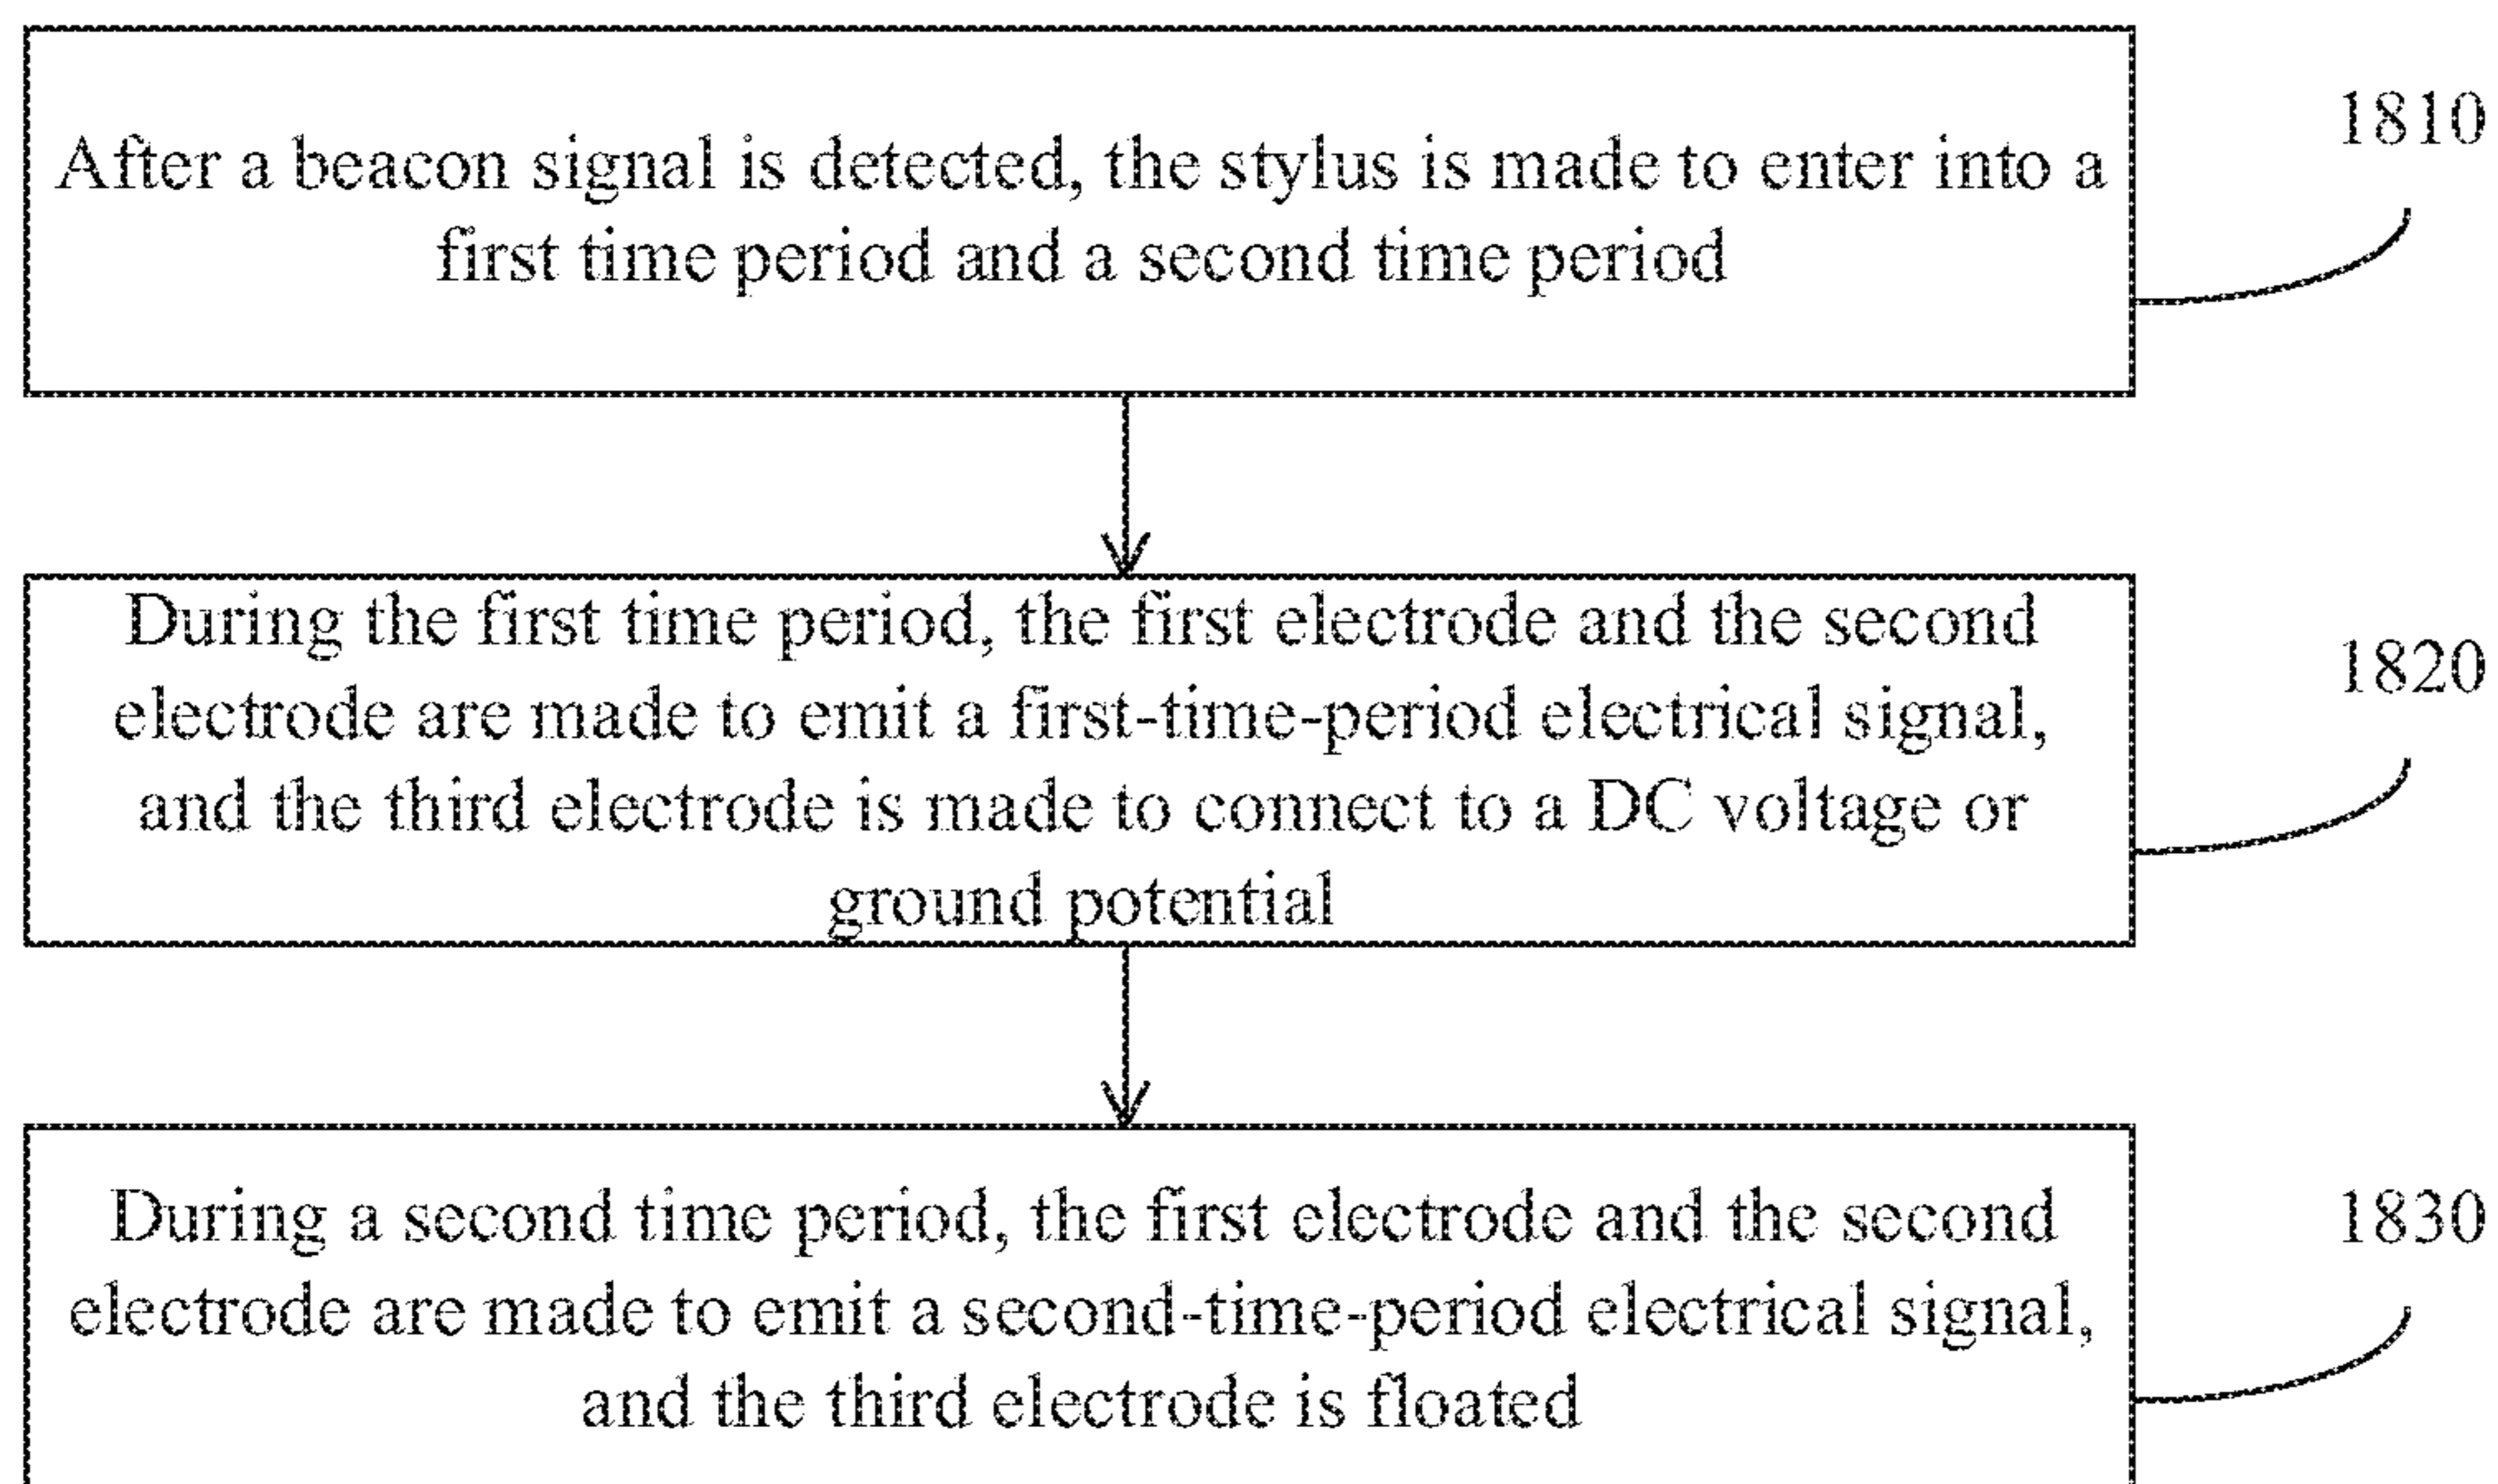 After a beacon signal is detected, the stylus is made to enter into a
first time period and a second time period
1810
During the first time period, the first electrode and the second
electrode are made to emit a first-time-period electrical signal,
and the third electrode is made to connect to a DC voltage or
ground potential
1820
During a second time period, the first electrode and the second
electrode are made to emit a second-time-period electrical signal,
and the third electrode is floated
1830